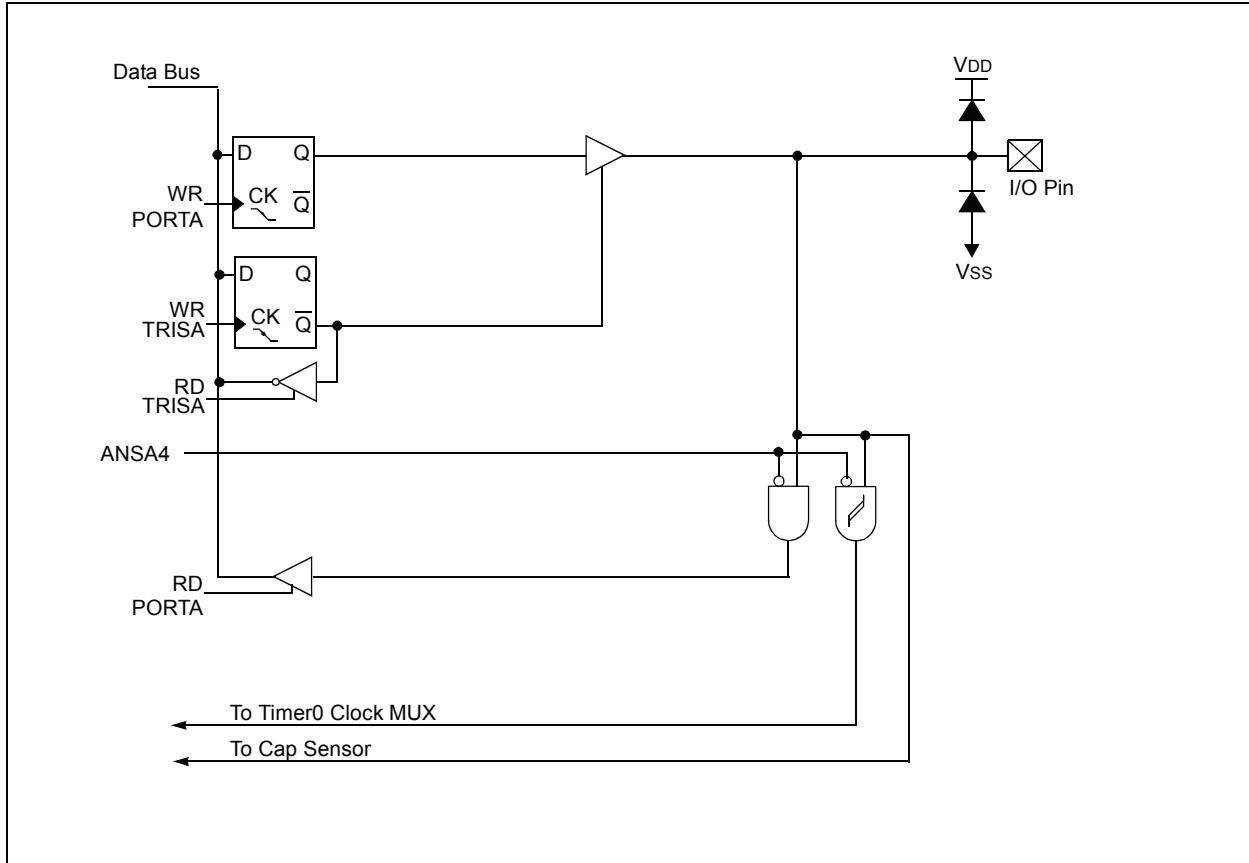 Data Bus
VDD
D Q
WR
PORTA
CK Q
I/O Pin
D Q
VSS
WR
TRISA
CK Q
RD
TRISA
ANSA4
RD
PORTA
To Timer0 Clock MUX
To Cap Sensor